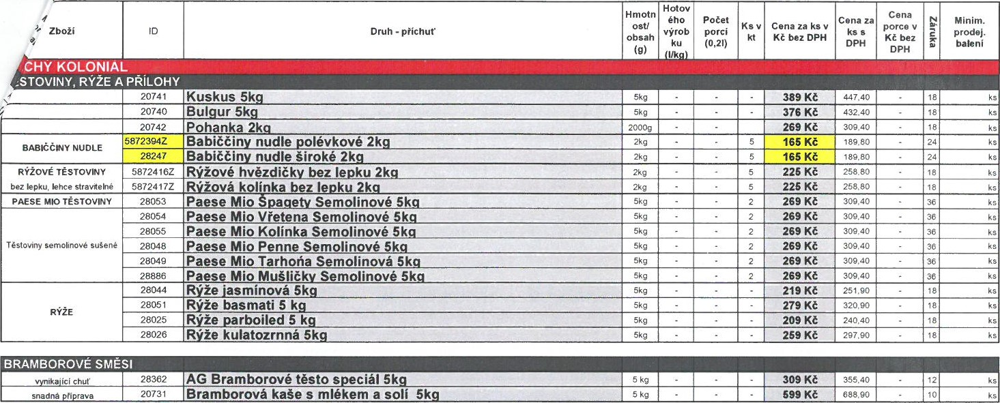 Zboží ID Druh - příchuť Hmotnost/obsah (g) Hotového výrobku (l/kg) Počet porcí (0,2l) Ks v kt Cena za ks v Kč bez DPH Cena za ks s DPH Cena porce v Kč bez DPH Záruka Minim. prodej. balení
CHÝ KOLONIÁL
STOVINY, RÝŽE A PŘÍLOHY
20741 Kuskus 5kg 5kg - - - 389 Kč 447,40 - 18 ks
20740 Bulgur 5kg 5kg - - - 376 Kč 432,40 - 18 ks
20742 Pohanka 2kg 2000g - - - 269 Kč 309,40 - 18 ks
BABIČČINY NUDLE
5872394Z Babiččiny nudle polévkové 2kg 2kg - - 5 165 Kč 189,80 - 24 ks
28247 Babiččiny nudle široké 2kg 2kg - - 5 165 Kč 189,80 - 24 ks
RÝŽOVÉ TĚSTOVINY 5872416Z Rýžové hvězdičky bez lepku 2kg 2kg - - 5 225 Kč 258,80 - 18 ks
bez lepku, lehce stravitelné 5872417Z Rýžová kolínka bez lepku 2kg 2kg - - 5 225 Kč 258,80 - 18 ks
PAESE MIO TĚSTOVINY 28053 Paese Mio Špagety Semolinové 5kg 5kg - - 2 269 Kč 309,40 - 36 ks
28054 Paese Mio Vřetena Semolinové 5kg 5kg - - 2 269 Kč 309,40 - 36 ks
28055 Paese Mio Kolínka Semolinové 5kg 5kg - - 2 269 Kč 309,40 - 36 ks
Těstoviny semolinové sušené 28048 Paese Mio Penne Semolinové 5kg 5kg - - 2 269 Kč 309,40 - 36 ks
28049 Paese Mio Tarhońa Semolinová 5kg 5kg - - 2 269 Kč 309,40 - 36 ks
28886 Paese Mio Mušličky Semolinové 5kg 5kg - - 2 269 Kč 309,40 - 36 ks
RÝŽE
28044 Rýže jasmínová 5kg 5kg - - - 219 Kč 251,90 - 18 ks
28051 Rýže basmati 5 kg 5kg - - - 279 Kč 320,90 - 18 ks
28025 Rýže parboiled 5 kg 5kg - - - 209 Kč 240,40 - 18 ks
28026 Rýže kulatozrnná 5kg 5kg - - - 259 Kč 297,90 - 18 ks
BRAMBOROVÉ SMĚSI
vynikající chuť 28362 AG Bramborové těsto speciál 5kg 5 kg - - - 309 Kč 355,40 - 12 ks
snadná příprava 20731 Bramborová kaše s mlékem a solí 5kg 5 kg - - - 599 Kč 688,90 - 10 ks